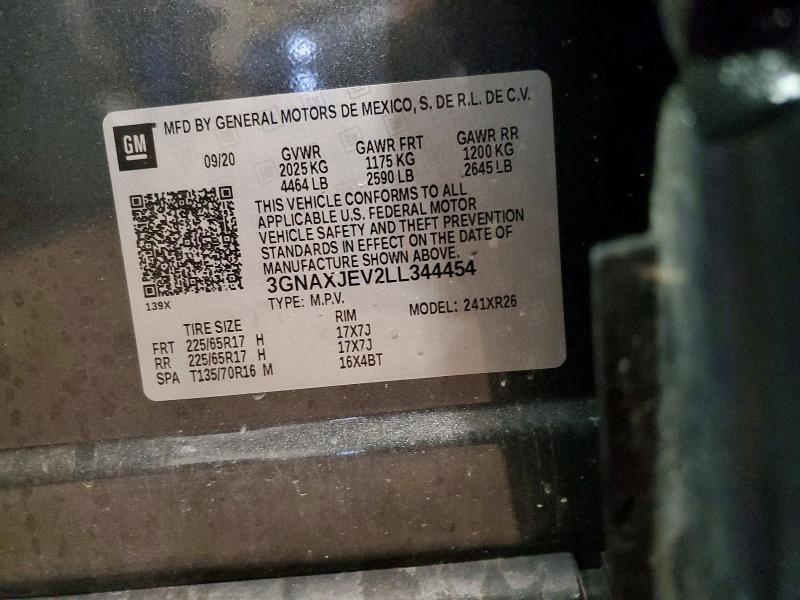 GM
MFD BY GENERAL MOTORS DE MEXICO, S. DE R.L. DE C.V.
09/20 GVWR GAWR FRT GAWR RR
2025 KG 1175 KG 1200 KG
4464 LB 2590 LB 2645 LB
THIS VEHICLE CONFORMS TO ALL
APPLICABLE U.S. FEDERAL MOTOR
VEHICLE SAFETY AND THEFT PREVENTION
STANDARDS IN EFFECT ON THE DATE OF
MANUFACTURE SHOWN ABOVE.
139X
3GNAXJEV2LL344454
TYPE: M.P.V. MODEL: 241XR26
TIRE SIZE RIM
FRT 225/65R17 H 17X7J
RR 225/65R17 H 17X7J
SPA T135/70R16 M 16X4BT